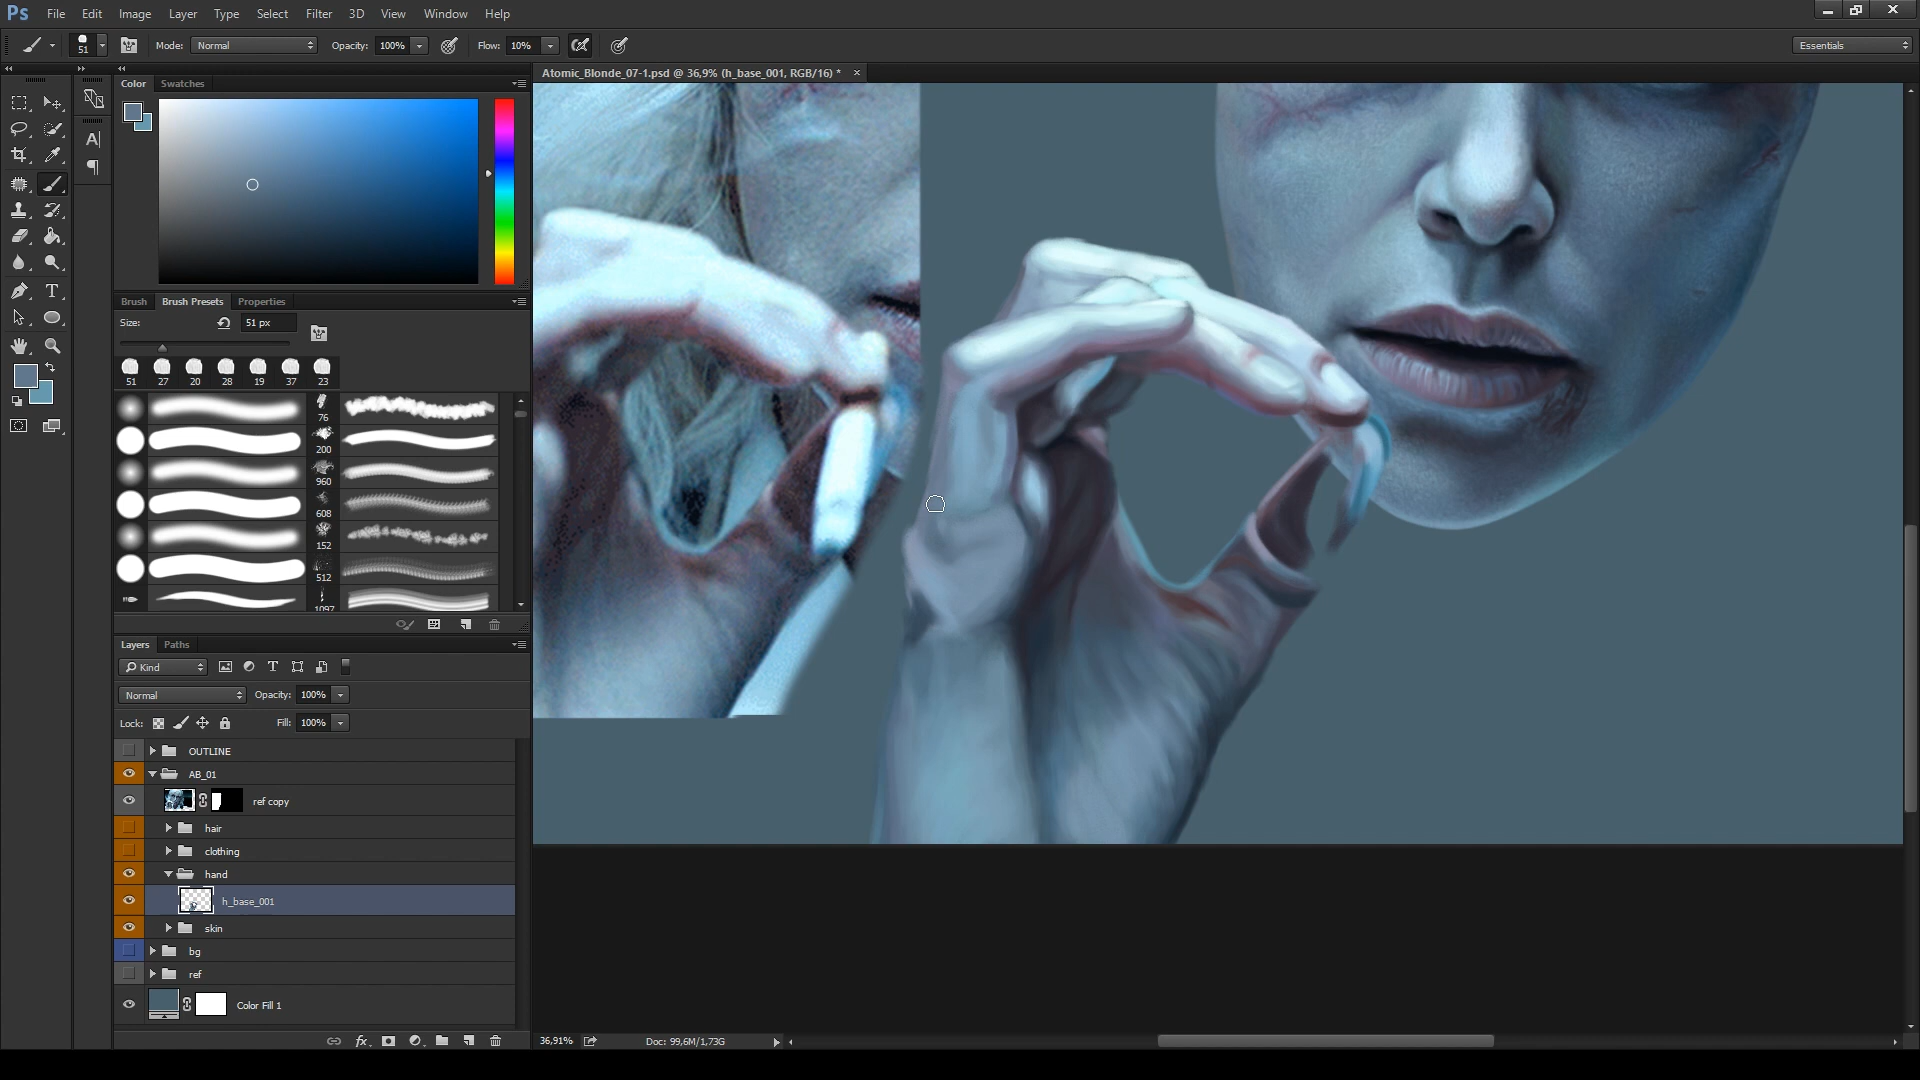 Ps File Edit Image Layer Type Select Filter 3D View Window Help
51 Mode: Normal Opacity: 100% Flow: 10% Essentials
Atomic_Blonde_07-1.psd @ 36,9% (h_base_001, RGB/16) * ×
Color Swatches
Brush Brush Presets Properties
Size: 51 px
51 27 20 28 19 37 23
76
200
960
608
152
512
1097
Layers Paths
Kind
Normal Opacity: 100%
Lock: Fill: 100%
OUTLINE
AB_01
ref copy
hair
clothing
hand
h_base_001
skin
bg
ref
Color Fill 1
fx
36,91% Doc: 99,6M/1,73G